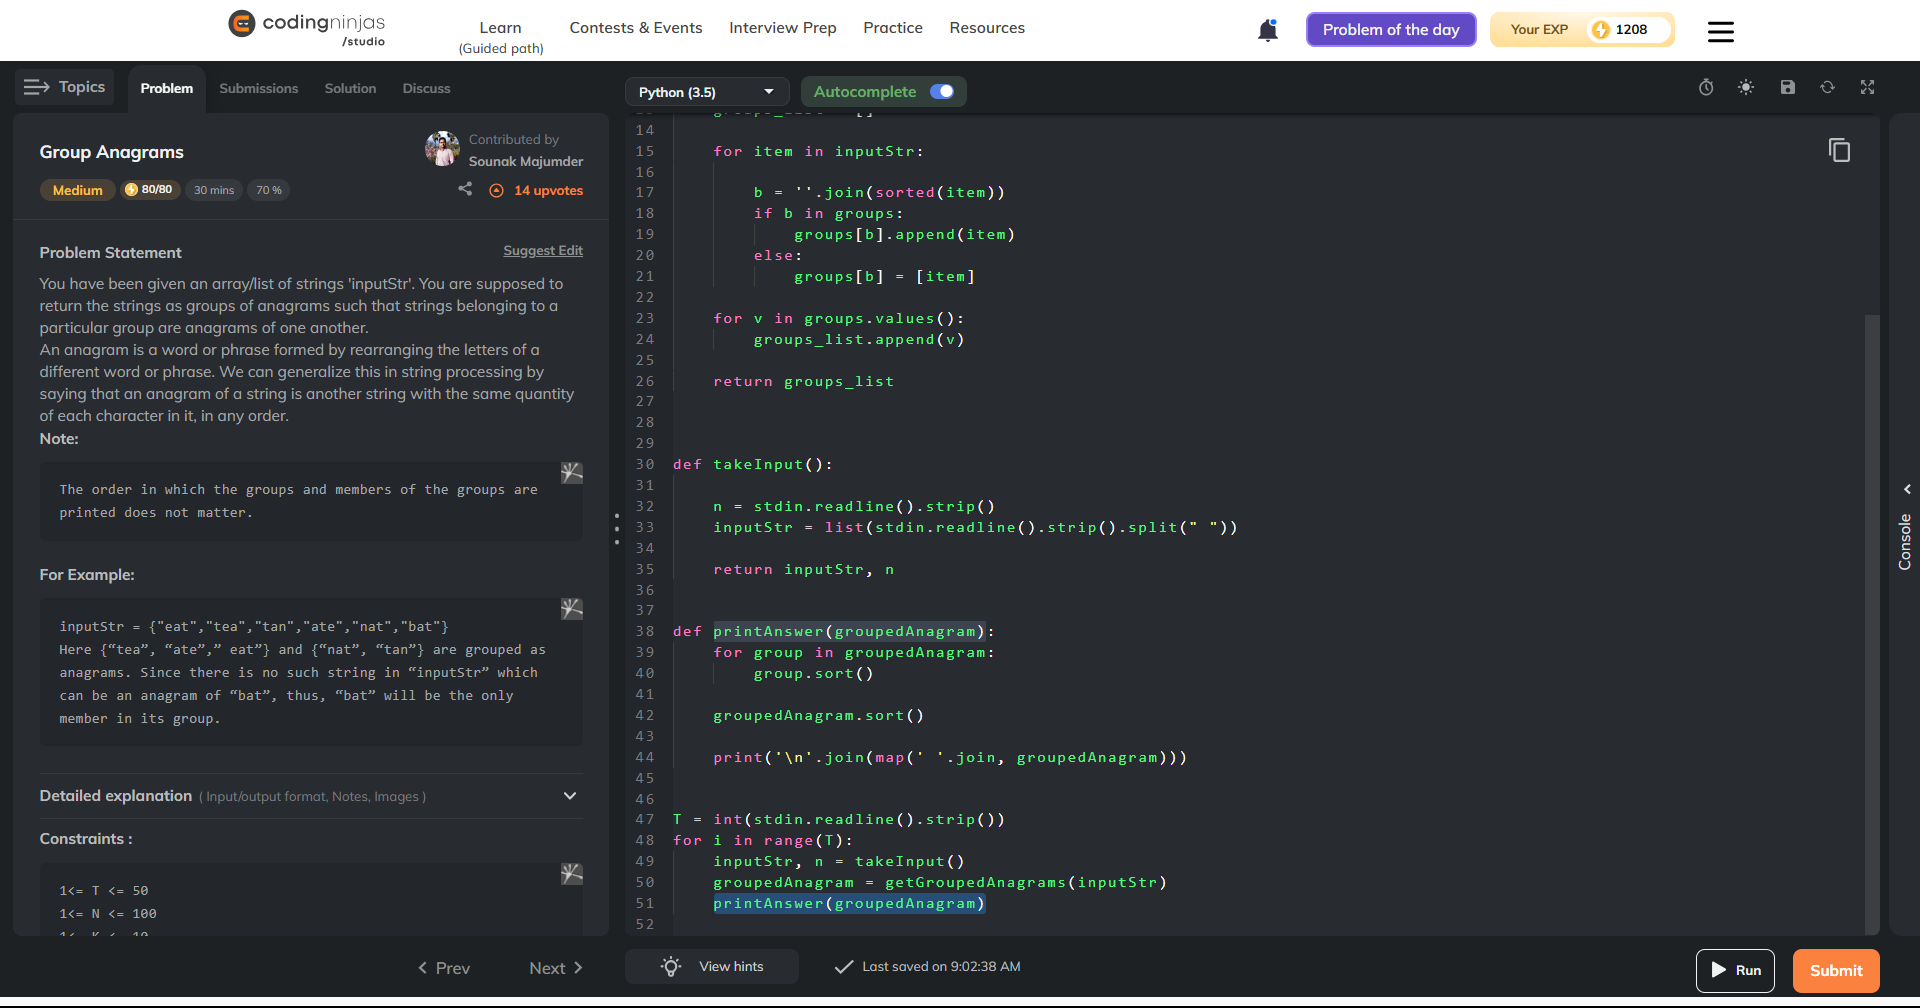 codingninjas
/studio
Learn
(Guided path)
Contests & Events
Interview Prep
Practice
Resources
Problem of the day
Your EXP
1208
Topics
Problem
Submissions
Solution
Discuss
Group Anagrams
Contributed by
Sounak Majumder
Medium
80/80
30 mins
70 %
14 upvotes
Problem Statement
Suggest Edit
You have been given an array/list of strings 'inputStr'. You are supposed to
return the strings as groups of anagrams such that strings belonging to a
particular group are anagrams of one another.
An anagram is a word or phrase formed by rearranging the letters of a
different word or phrase. We can generalize this in string processing by
saying that an anagram of a string is another string with the same quantity
of each character in it, in any order.
Note:
The order in which the groups and members of the groups are
printed does not matter.
For Example:
inputStr = {"eat","tea","tan","ate","nat","bat"}
Here {“tea”, “ate”,” eat”} and {“nat”, “tan”} are grouped as
anagrams. Since there is no such string in “inputStr” which
can be an anagram of “bat”, thus, “bat” will be the only
member in its group.
Detailed explanation ( Input/output format, Notes, Images )
Constraints :
1<= T <= 50
1<= N <= 100
Prev
Next
Python (3.5)
Autocomplete
14
15 for item in inputStr:
16
17 b = ''.join(sorted(item))
18 if b in groups:
19 groups[b].append(item)
20 else:
21 groups[b] = [item]
22
23 for v in groups.values():
24 groups_list.append(v)
25
26 return groups_list
27
28
29
30 def takeInput():
31
32 n = stdin.readline().strip()
33 inputStr = list(stdin.readline().strip().split(" "))
34
35 return inputStr, n
36
37
38 def printAnswer(groupedAnagram):
39 for group in groupedAnagram:
40 group.sort()
41
42 groupedAnagram.sort()
43
44 print('\n'.join(map(' '.join, groupedAnagram)))
45
46
47 T = int(stdin.readline().strip())
48 for i in range(T):
49 inputStr, n = takeInput()
50 groupedAnagram = getGroupedAnagrams(inputStr)
51 printAnswer(groupedAnagram)
52
Console
View hints
Last saved on 9:02:38 AM
Run
Submit